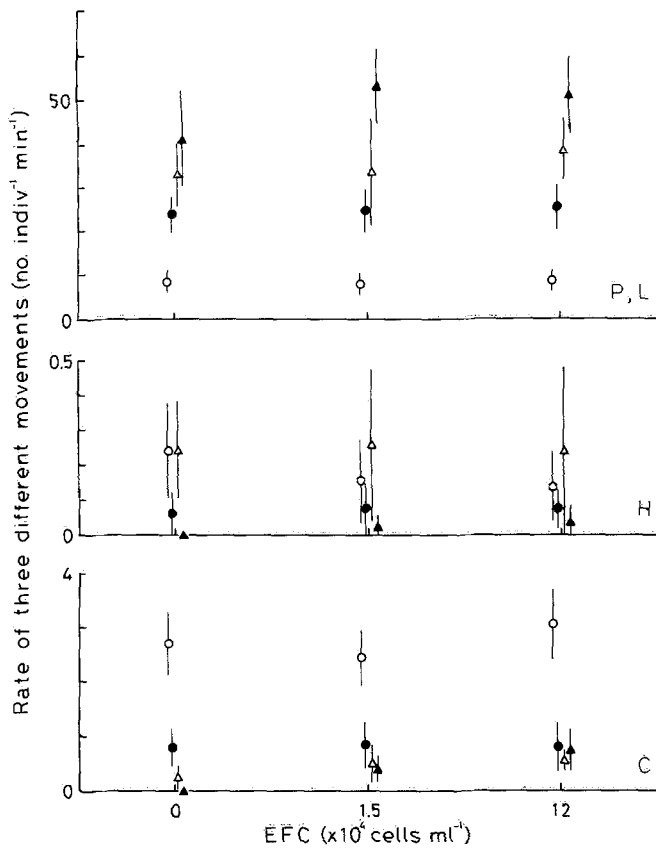 Rate of three different movements (no. indiv⁻¹ min⁻¹)
50
0
P, L
0.5
0
H
4
0
C
0
1.5
12
EFC (x10⁴ cells ml⁻¹)